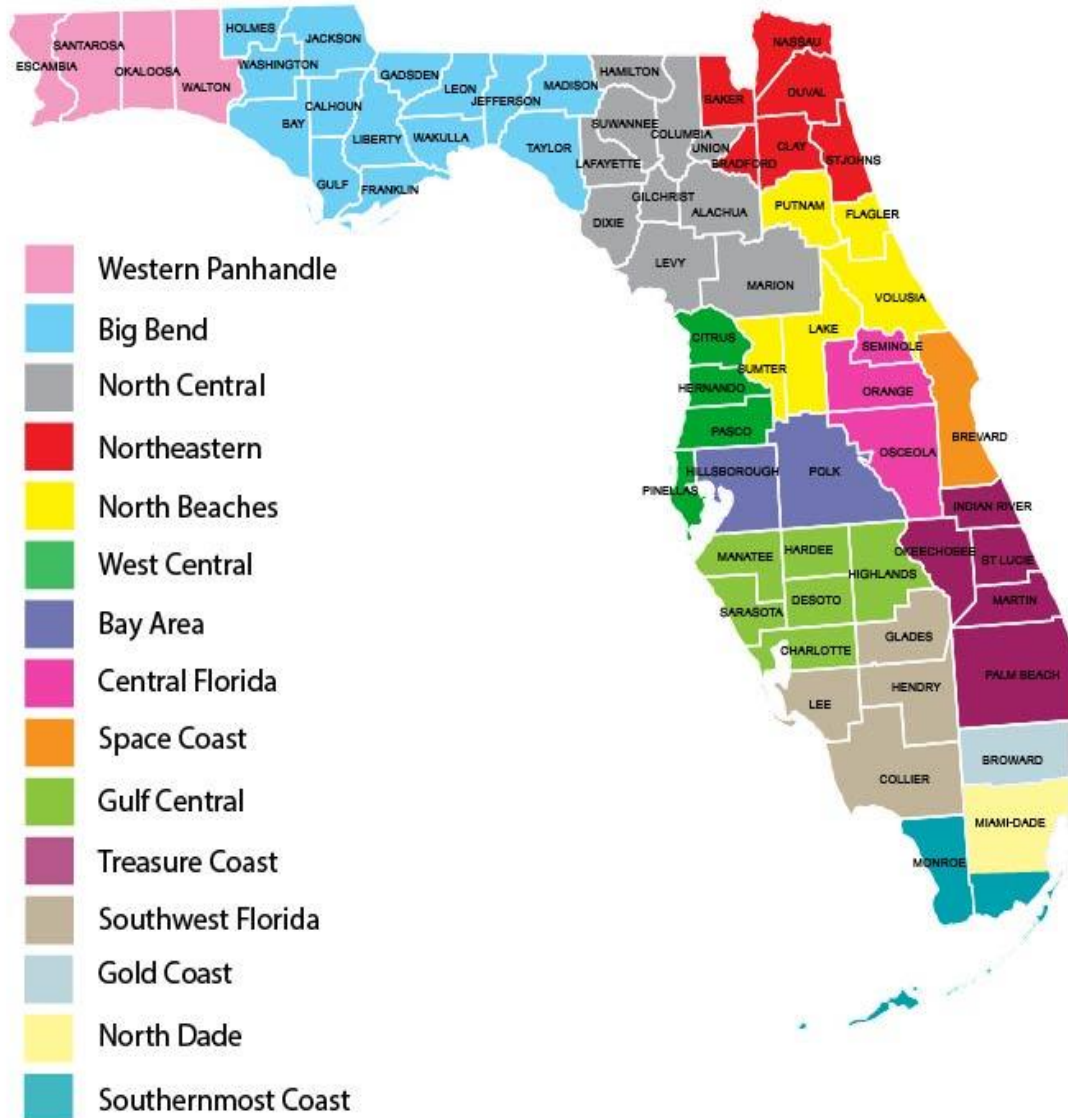 HOLMES
JACKSON
SANTAROSA
ESCAMBIA
OKALOOSA
WALTON
WASHINGTON
GADSDEN
LEON
JEFFERSON
MADISON
HAMILTON
NASSAU
BAKER
DUVAL
CALHOUN
BAY
LIBERTY
WAKULLA
TAYLOR
SUWANNEE
COLUMBIA
UNION
LAFAYETTE
BRADFORD
CLAY
STJOHNS
GULF
FRANKLIN
GILCHRIST
DIXIE
ALACHUA
PUTNAM
FLAGLER
LEVY
MARION
VOLUSIA
CITRUS
LAKE
SEMINOLE
SUMTER
HERNANDO
ORANGE
PASCO
BREVARD
OSCEOLA
HILLSBOROUGH
POLK
PINELLAS
INDIAN RIVER
MANATEE
HARDEE
OKEECHOBEE
ST LUCIE
HIGHLANDS
SARASOTA
DESOTO
MARTIN
CHARLOTTE
GLADES
PALM BEACH
LEE
HENDRY
BROWARD
COLLIER
MIAMI-DADE
MONROE
Western Panhandle
Big Bend
North Central
Northeastern
North Beaches
West Central
Bay Area
Central Florida
Space Coast
Gulf Central
Treasure Coast
Southwest Florida
Gold Coast
North Dade
Southernmost Coast